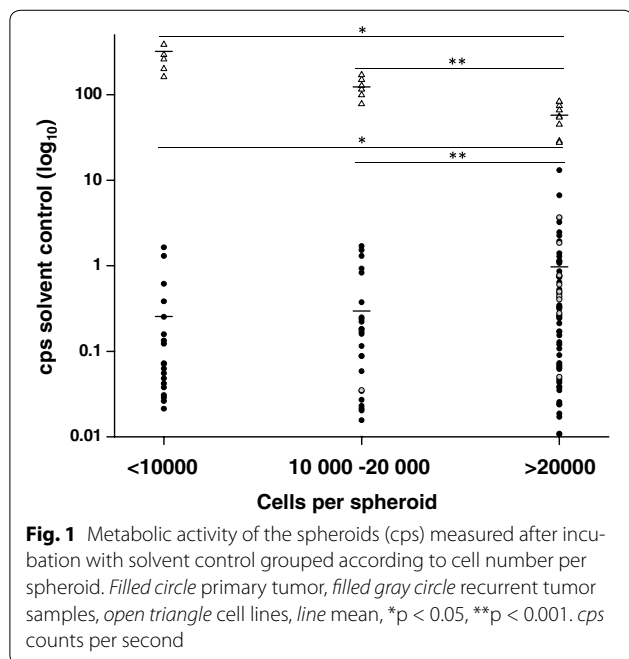 *
**
100
*
**
10
1
0.1
0.01
cps solvent control (log₁₀)
<10000
10 000 -20 000
>20000
Cells per spheroid
Fig. 1 Metabolic activity of the spheroids (cps) measured after incu-
bation with solvent control grouped according to cell number per
spheroid. Filled circle primary tumor, filled gray circle recurrent tumor
samples, open triangle cell lines, line mean, *p < 0.05, **p < 0.001. cps
counts per second